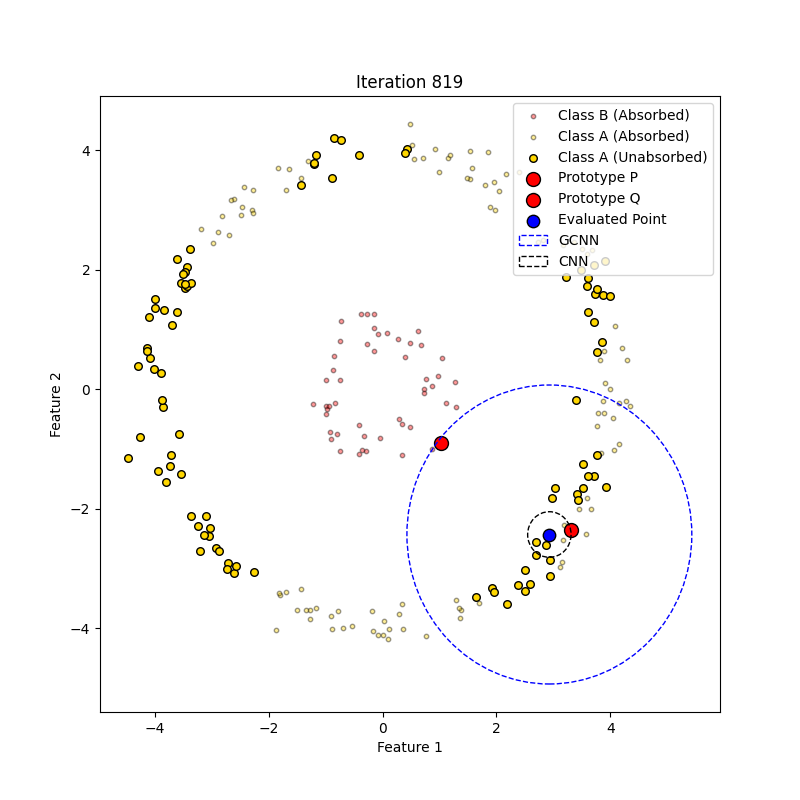 Iteration 819
Class B (Absorbed)
Class A (Absorbed)
Class A (Unabsorbed)
Prototype P
Prototype Q
Evaluated Point
GCNN
CNN
Feature 2
4
2
0
−2
−4
−4
−2
0
2
4
Feature 1